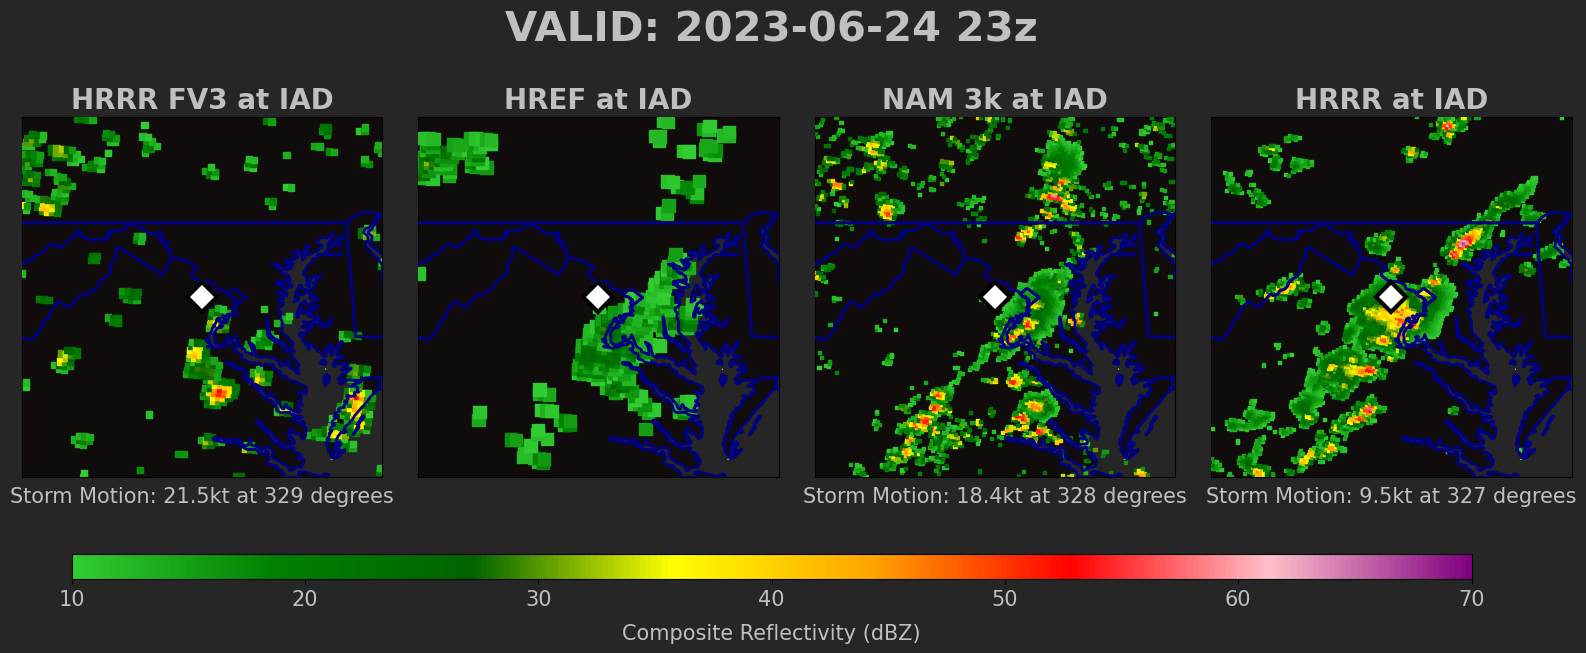 VALID: 2023-06-24 23z
HRRR FV3 at IAD
HREF at IAD
NAM 3k at IAD
HRRR at IAD
Storm Motion: 21.5kt at 329 degrees
Storm Motion: 18.4kt at 328 degrees
Storm Motion: 9.5kt at 327 degrees
10 20 30 40 50 60 70
Composite Reflectivity (dBZ)